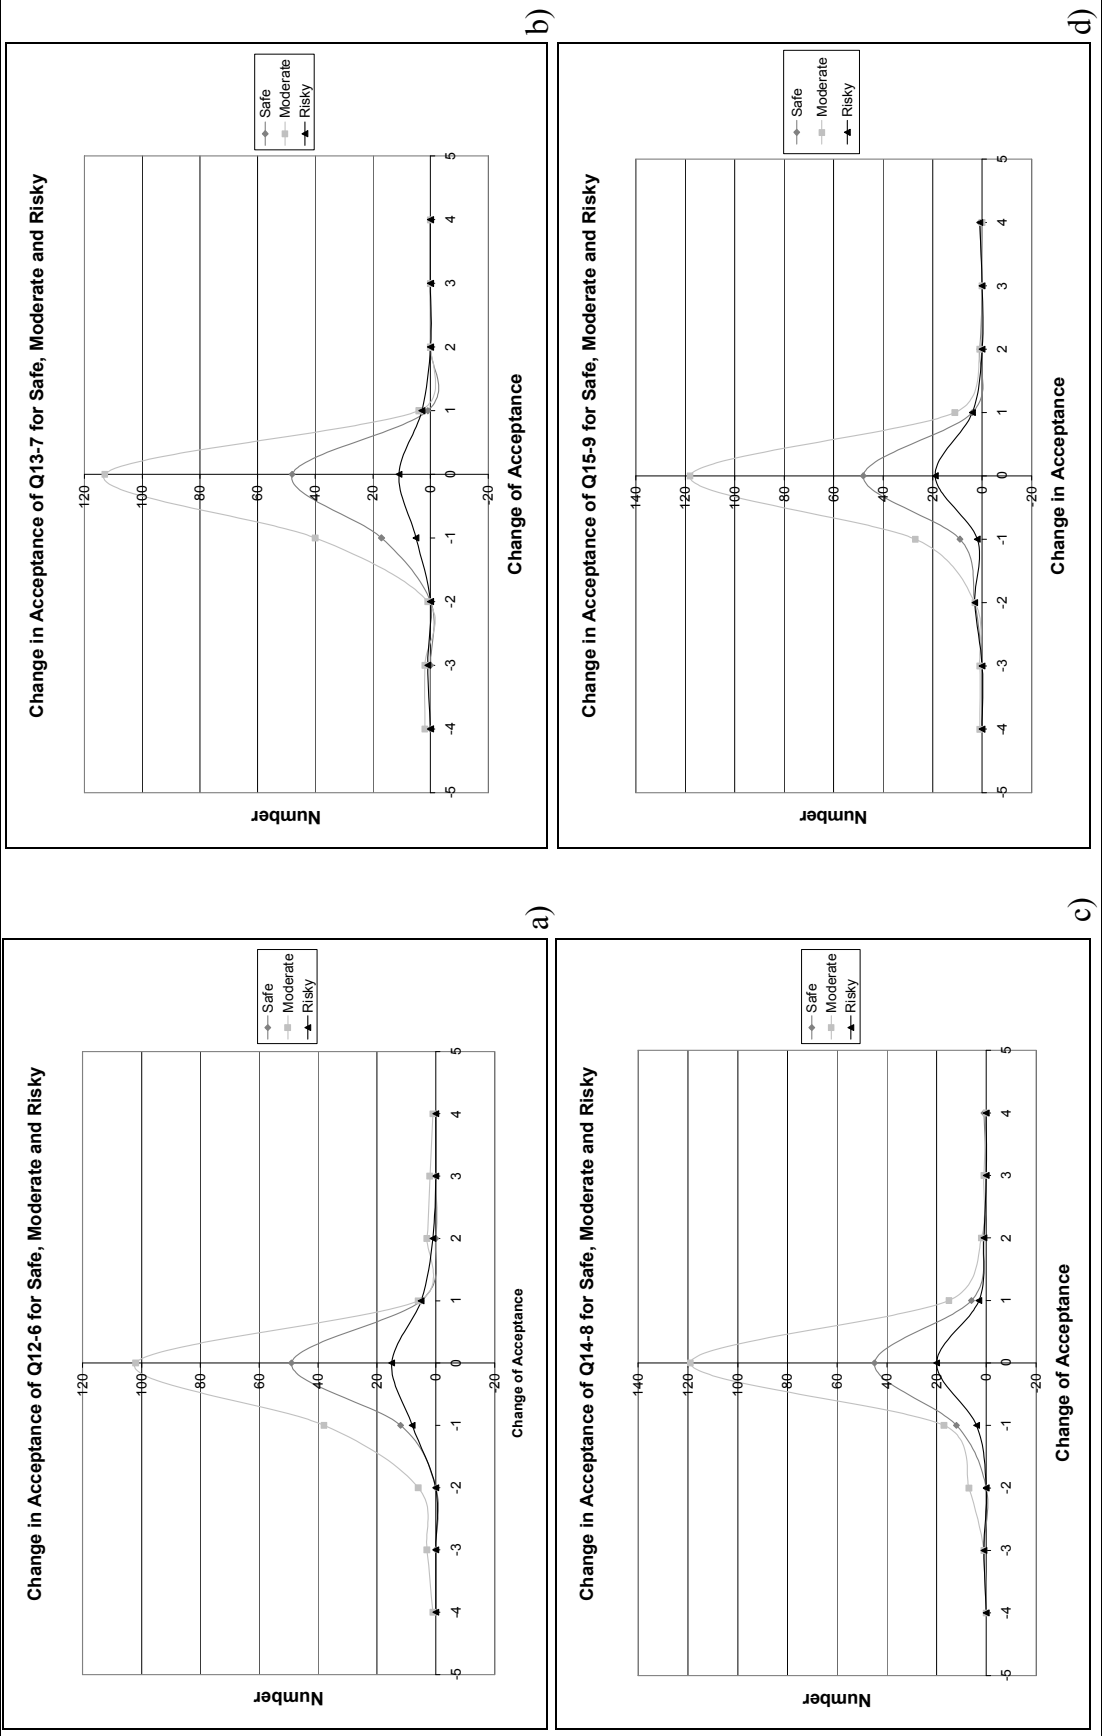 Change in Acceptance of Q12-6 for Safe, Moderate and Risky
120
100
80
60
40
20
0
-20
-5 -4 -3 -2 -1 0 1 2 3 4 5
Number
Change of Acceptance
Safe
Moderate
Risky
a)
Change in Acceptance of Q13-7 for Safe, Moderate and Risky
120
100
80
60
40
20
0
-20
-5 -4 -3 -2 -1 0 1 2 3 4 5
Number
Change of Acceptance
Safe
Moderate
Risky
b)
Change in Acceptance of Q14-8 for Safe, Moderate and Risky
140
120
100
80
60
40
20
0
-20
-5 -4 -3 -2 -1 0 1 2 3 4 5
Number
Change of Acceptance
Safe
Moderate
Risky
c)
Change in Acceptance of Q15-9 for Safe, Moderate and Risky
140
120
100
80
60
40
20
0
-20
-5 -4 -3 -2 -1 0 1 2 3 4 5
Number
Change in Acceptance
Safe
Moderate
Risky
d)